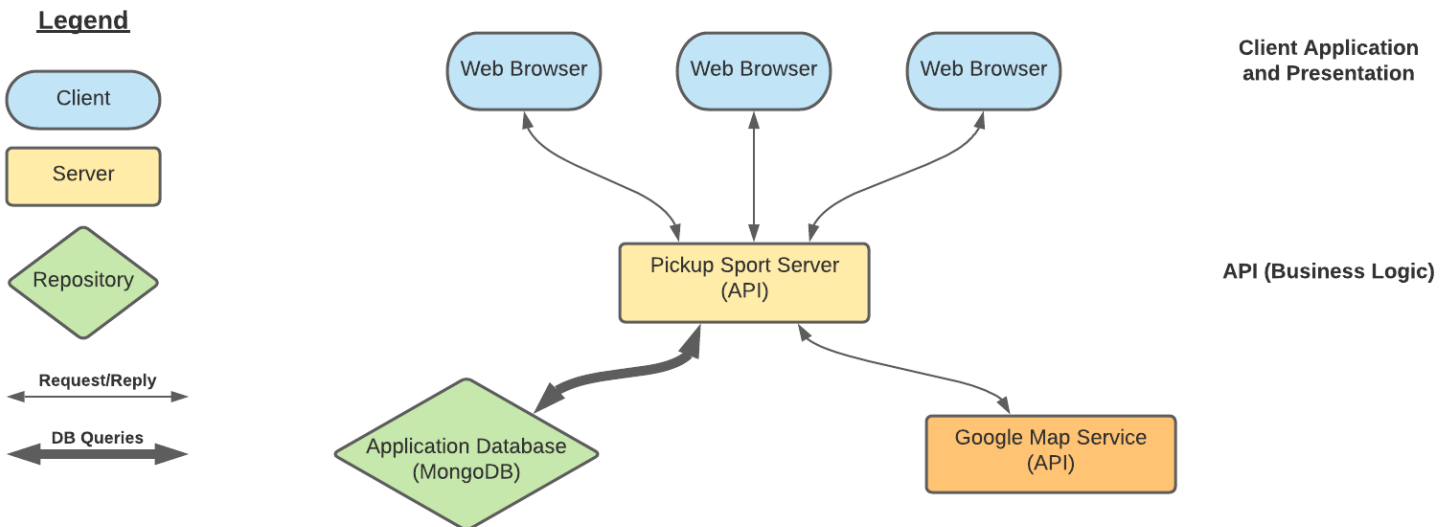 Legend
Client
Server
Repository
Request/Reply
DB Queries
Web Browser
Web Browser
Web Browser
Client Application
and Presentation
Pickup Sport Server
(API)
API (Business Logic)
Application Database
(MongoDB)
Google Map Service
(API)